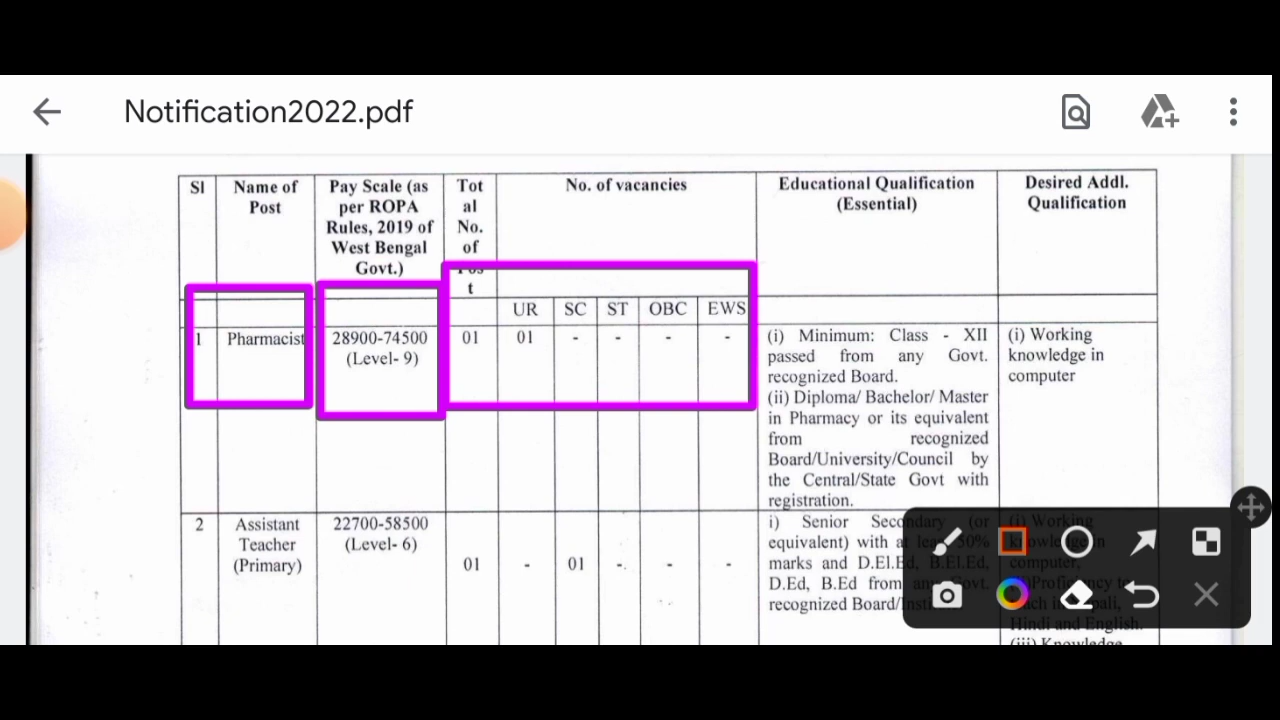 Notification2022.pdf
Sl
Name of
Post
Pay Scale (as
per ROPA
Rules, 2019 of
West Bengal
Govt.)
Tot
al
No.
of
Pos
t
No. of vacancies
Educational Qualification
(Essential)
Desired Addl.
Qualification
UR SC ST OBC EWS
1
Pharmacist
28900-74500
(Level- 9)
01 01 - - - -
(i) Minimum: Class - XII
passed from any Govt.
recognized Board.
(ii) Diploma/ Bachelor/ Master
in Pharmacy or its equivalent
from recognized
Board/University/Council by
the Central/State Govt with
registration.
(i) Working
knowledge in
computer
2
Assistant
Teacher
(Primary)
22700-58500
(Level- 6)
01 - 01 - - -
i) Senior Secondary (or
equivalent) with at least 50%
marks and D.El.Ed, B.El.Ed,
D.Ed, B.Ed from any Govt.
recognized
(i) Working
knowledge in
computer,
Hindi and English.
(iii) Knowledge